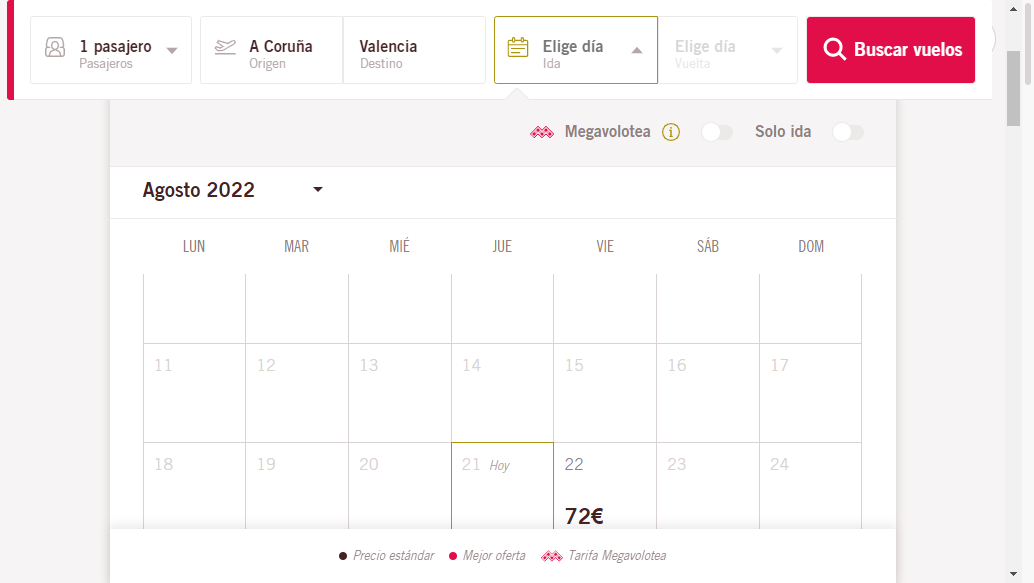 1 pasajero
Pasajeros
A Coruña
Origen
Valencia
Destino
Elige día
Ida
Elige día
Vuelta
Buscar vuelos
Megavolotea
Solo ida
Agosto 2022
LUN MAR MIÉ JUE VIE SÁB DOM
11 12 13 14 15 16 17
18 19 20 21 Hoy 22 23 24
72€
Precio estándar Mejor oferta Tarifa Megavolotea